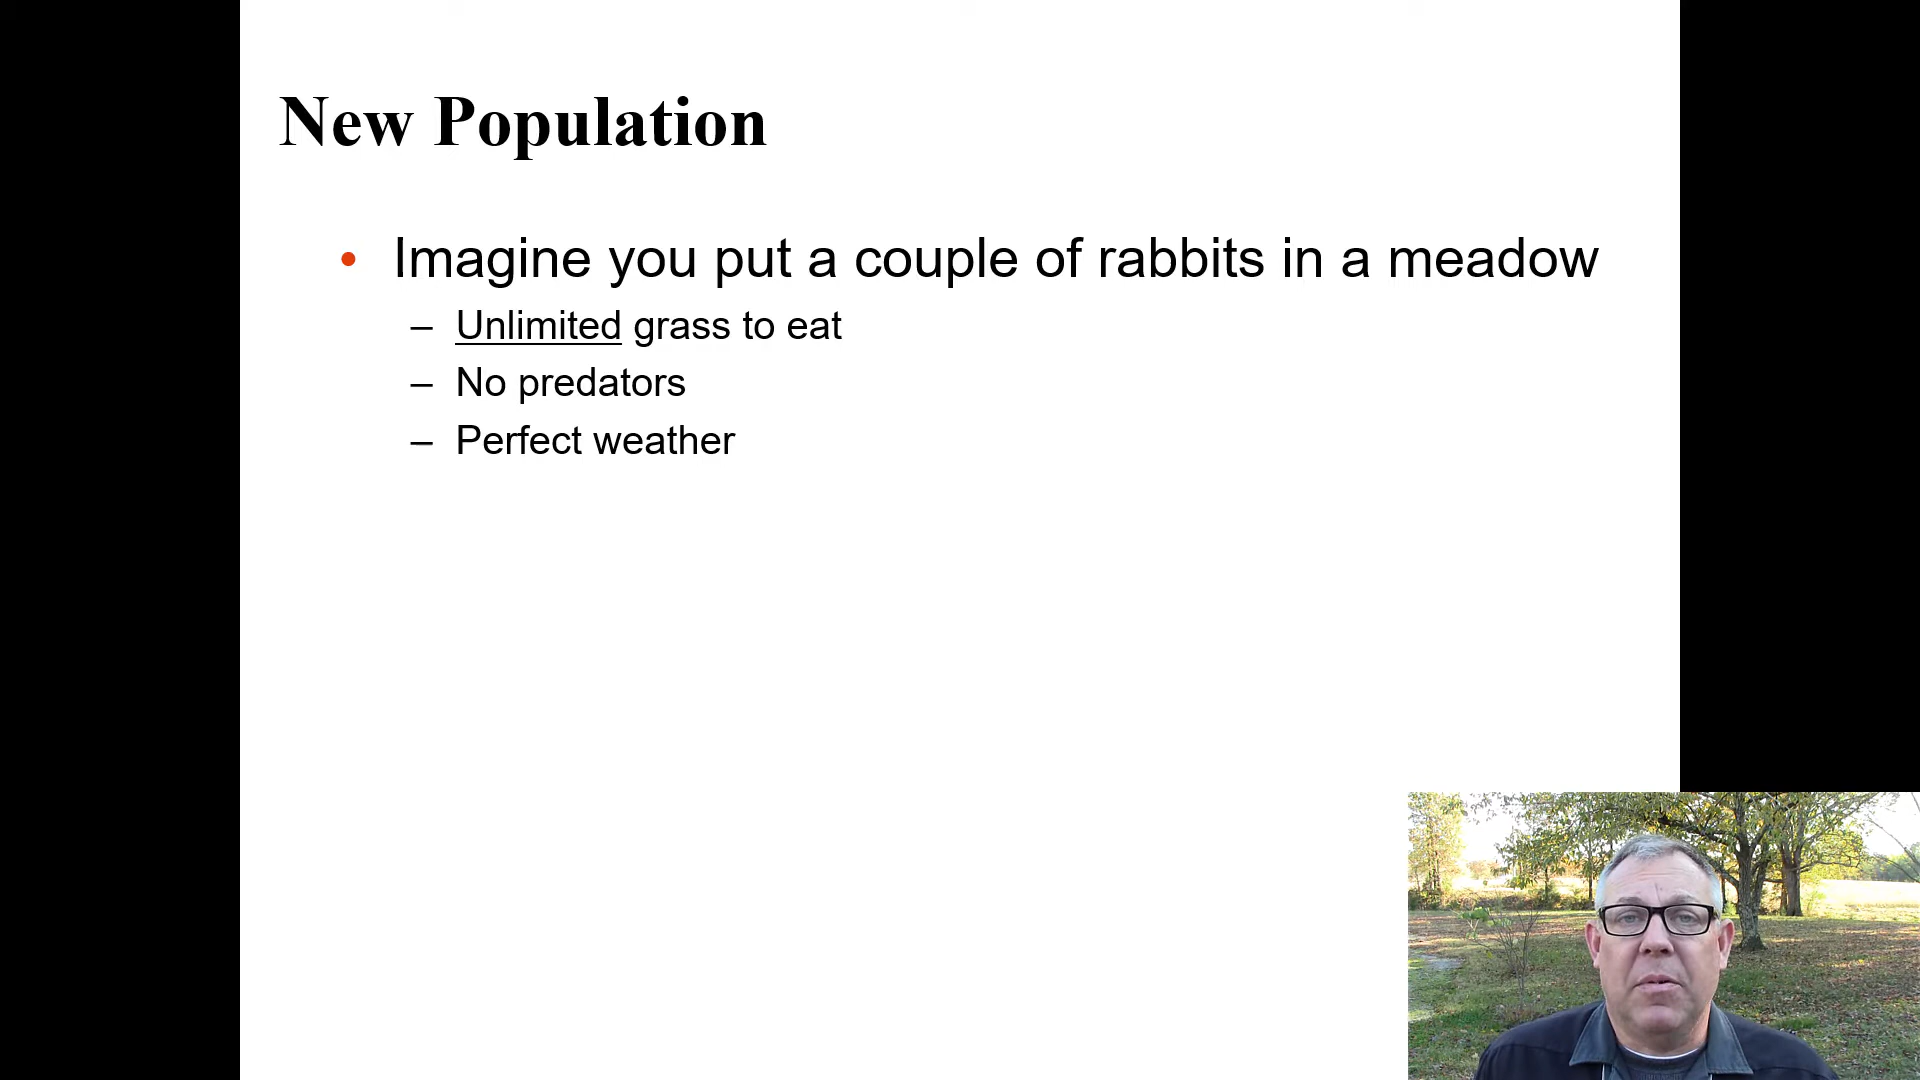 New Population
• Imagine you put a couple of rabbits in a meadow
– Unlimited grass to eat
– No predators
– Perfect weather